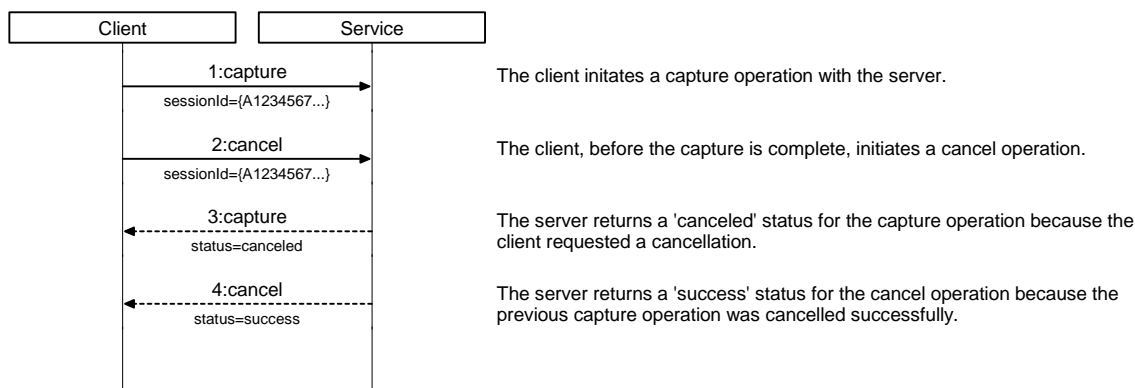 Client
Service
1:capture
sessionId={A1234567...}
The client initates a capture operation with the server.
2:cancel
sessionId={A1234567...}
The client, before the capture is complete, initiates a cancel operation.
3:capture
status=canceled
The server returns a 'canceled' status for the capture operation because the
client requested a cancellation.
4:cancel
status=success
The server returns a 'success' status for the cancel operation because the
previous capture operation was cancelled successfully.